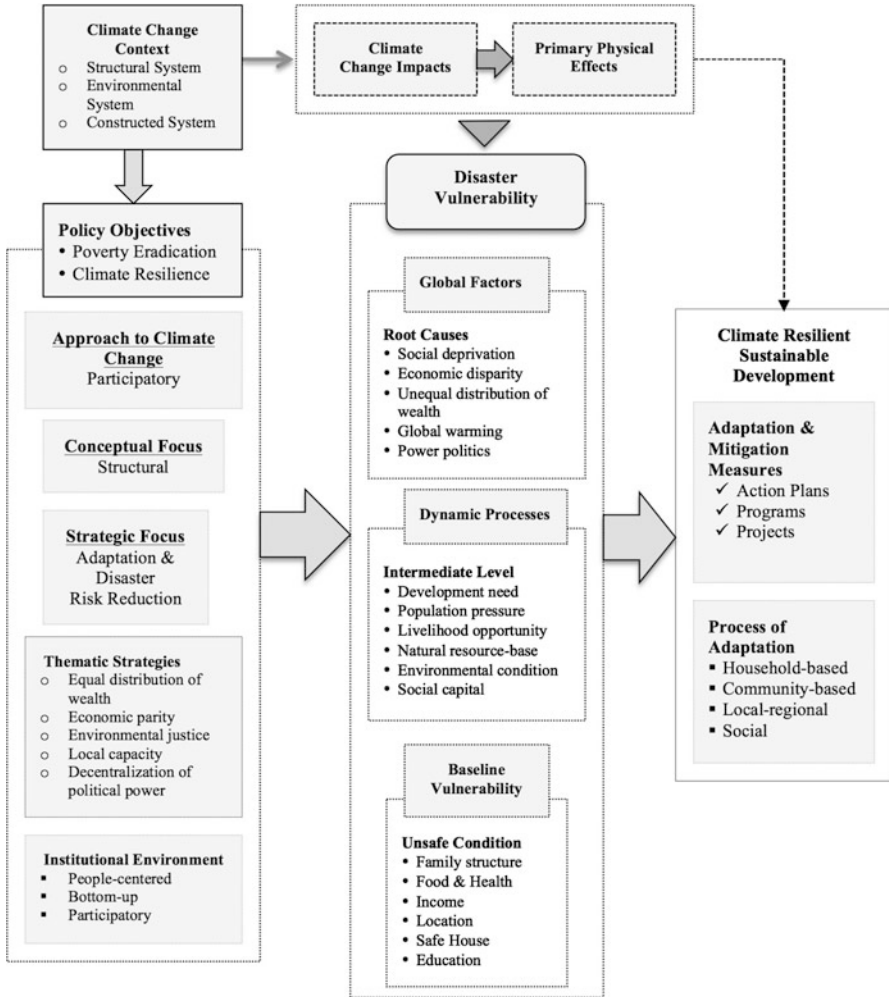 Climate Change
Context
o Structural System
o Environmental
System
o Constructed System
Climate
Change Impacts
Primary Physical
Effects
Policy Objectives
• Poverty Eradication
• Climate Resilience
Approach to Climate
Change
Participatory
Conceptual Focus
Structural
Strategic Focus
Adaptation &
Disaster
Risk Reduction
Thematic Strategies
o Equal distribution of
wealth
o Economic parity
o Environmental justice
o Local capacity
o Decentralization of
political power
Institutional Environment
▪ People-centered
▪ Bottom-up
▪ Participatory
Disaster
Vulnerability
Global Factors
Root Causes
• Social deprivation
• Economic disparity
• Unequal distribution of
wealth
• Global warming
• Power politics
Dynamic Processes
Intermediate Level
• Development need
• Population pressure
• Livelihood opportunity
• Natural resource-base
• Environmental condition
• Social capital
Baseline
Vulnerability
Unsafe Condition
• Family structure
• Food & Health
• Income
• Location
• Safe House
• Education
Climate Resilient
Sustainable
Development
Adaptation &
Mitigation
Measures
✓ Action Plans
✓ Programs
✓ Projects
Process of
Adaptation
▪ Household-based
▪ Community-based
▪ Local-regional
▪ Social